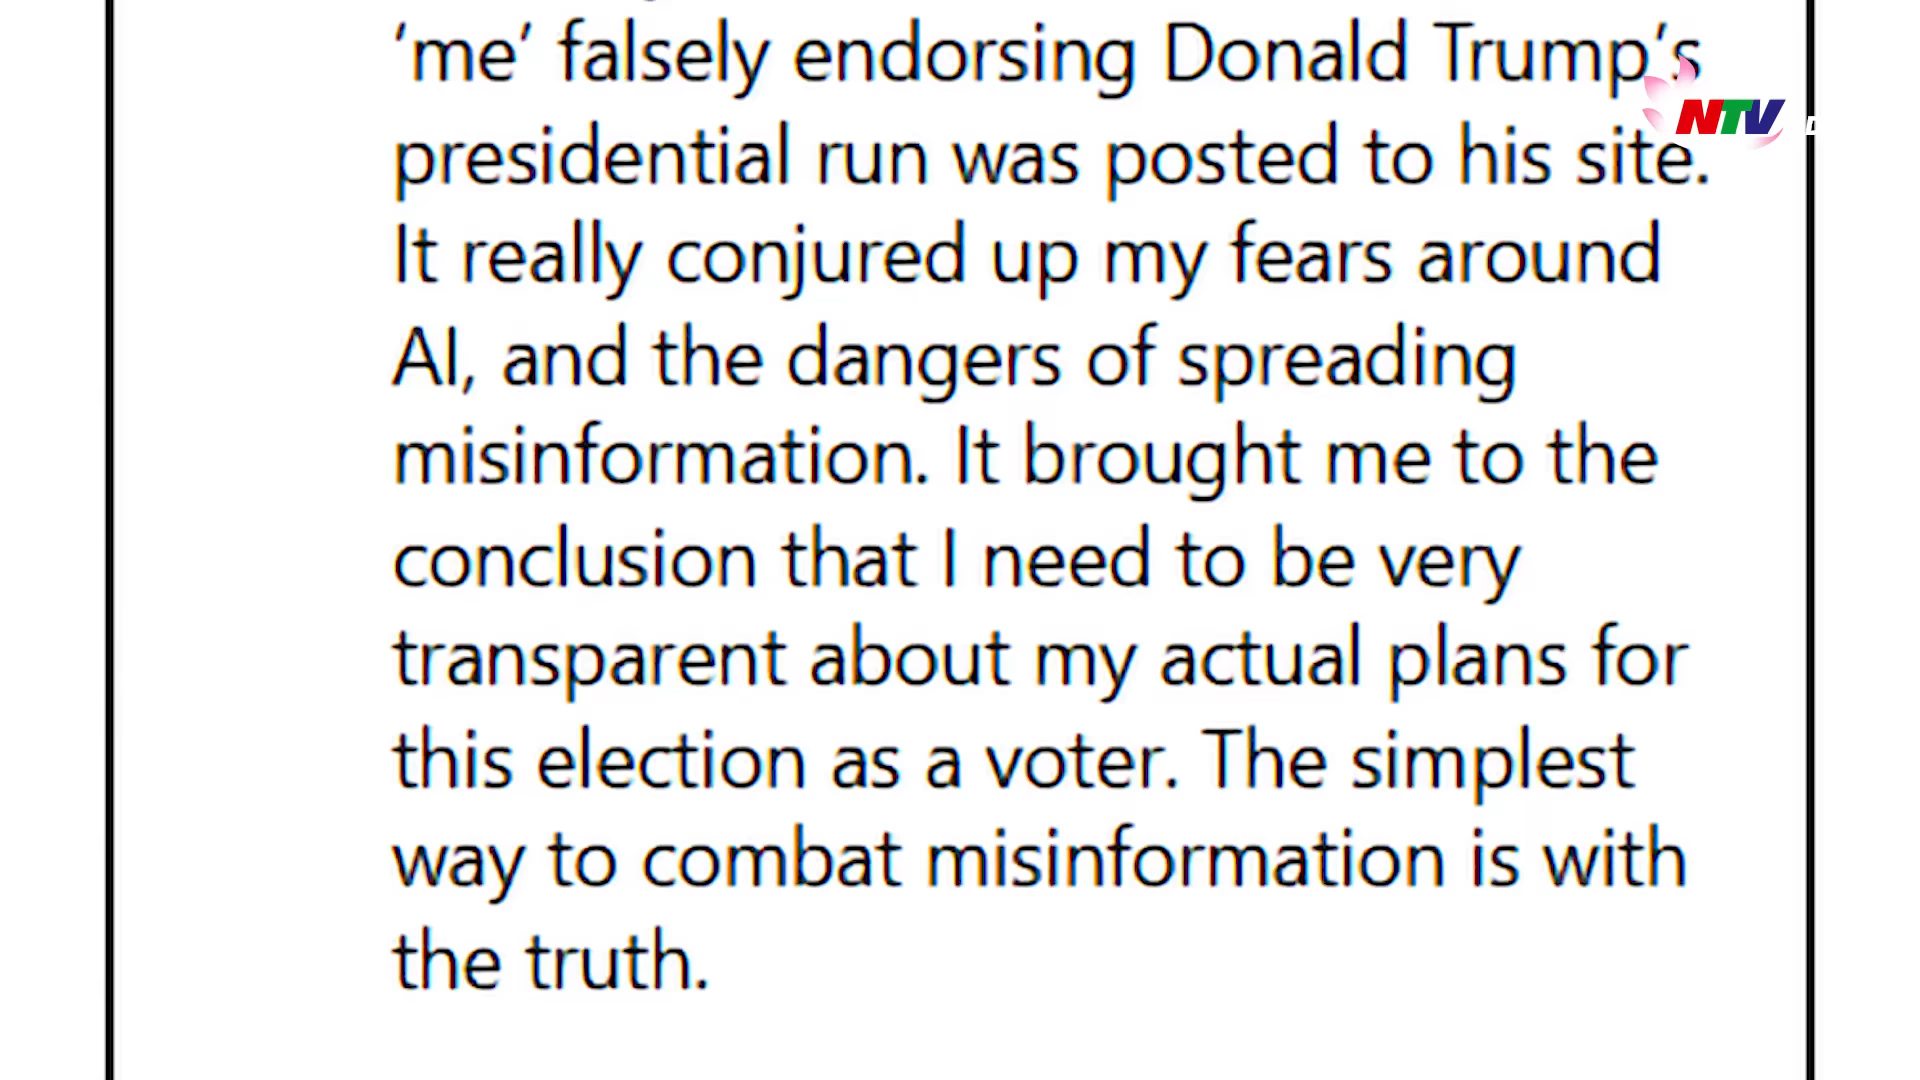 ‘me’ falsely endorsing Donald Trump’s
NTV
presidential run was posted to his site.
It really conjured up my fears around
AI, and the dangers of spreading
misinformation. It brought me to the
conclusion that I need to be very
transparent about my actual plans for
this election as a voter. The simplest
way to combat misinformation is with
the truth.